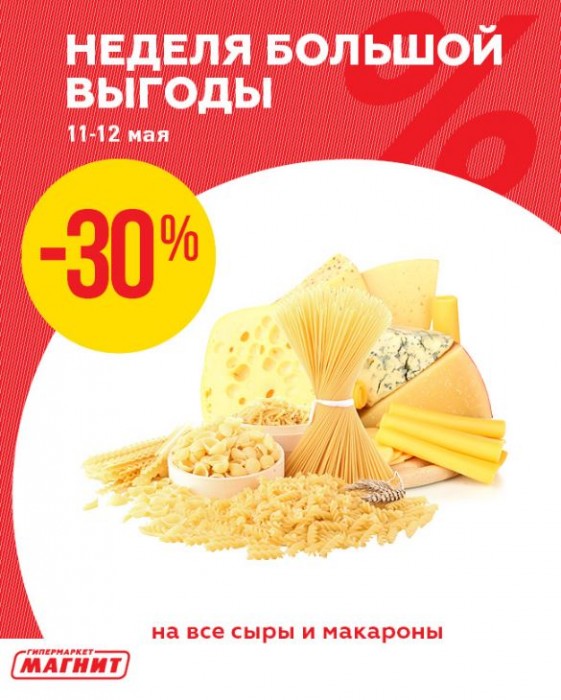 НЕДЕЛЯ БОЛЬШОЙ
ВЫГОДЫ
11-12 мая
%
-30%
на все сыры и макароны
ГИПЕРМАРКЕТ
МАГНИТ